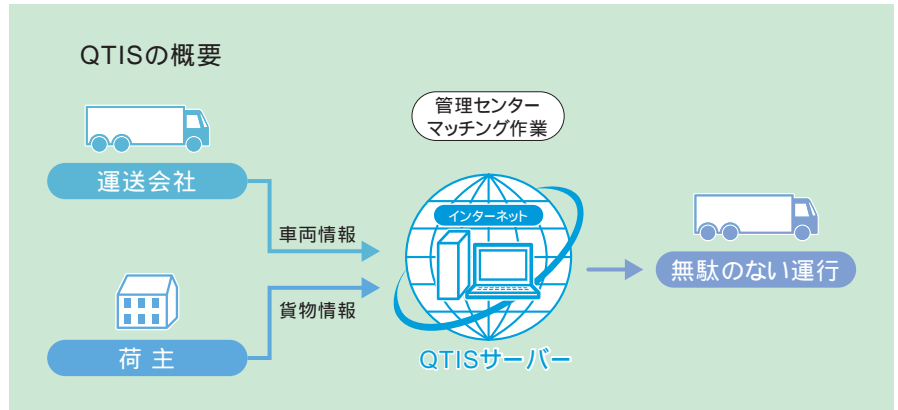 QTISの概要
管理センター
マッチング作業
運送会社
インターネット
車両情報
無駄のない運行
貨物情報
荷主
QTISサーバー